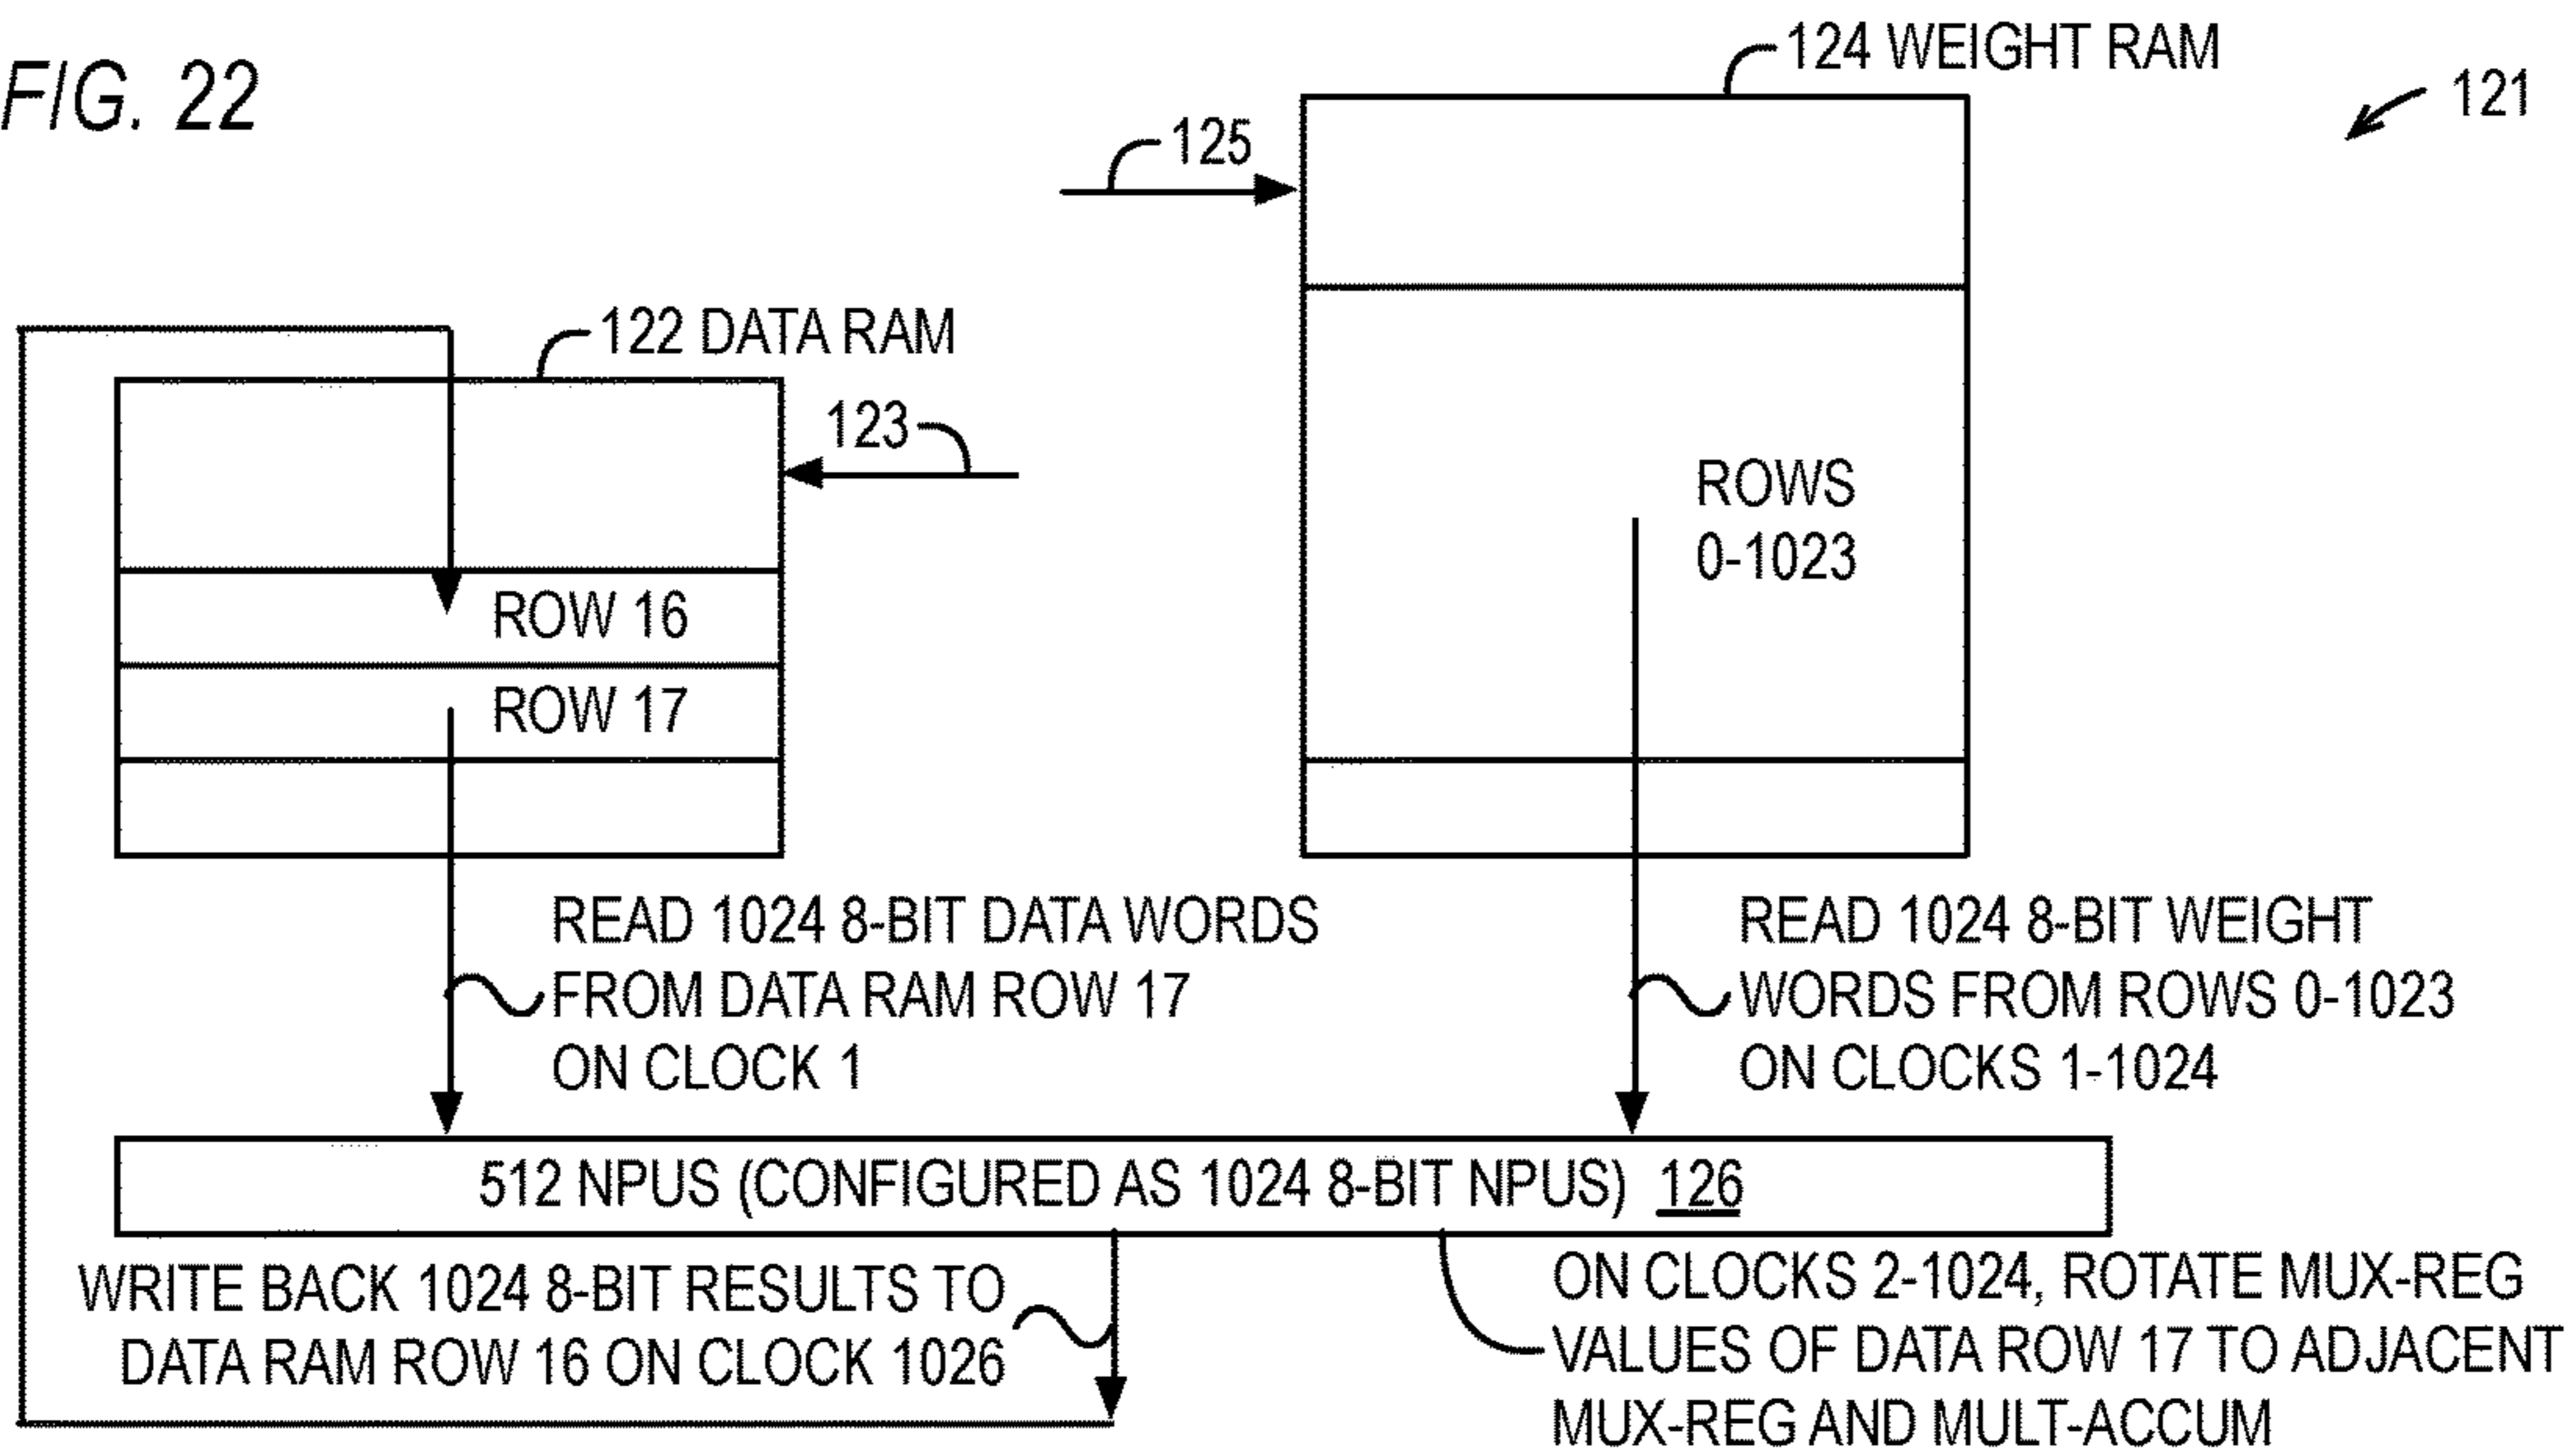 FIG. 22
124 WEIGHT RAM
121
125
122 DATA RAM
123
ROWS
0-1023
ROW 16
ROW 17
READ 1024 8-BIT DATA WORDS
FROM DATA RAM ROW 17
ON CLOCK 1
READ 1024 8-BIT WEIGHT
WORDS FROM ROWS 0-1023
ON CLOCKS 1-1024
512 NPUS (CONFIGURED AS 1024 8-BIT NPUS) 126
WRITE BACK 1024 8-BIT RESULTS TO
DATA RAM ROW 16 ON CLOCK 1026
ON CLOCKS 2-1024, ROTATE MUX-REG
VALUES OF DATA ROW 17 TO ADJACENT
MUX-REG AND MULT-ACCUM